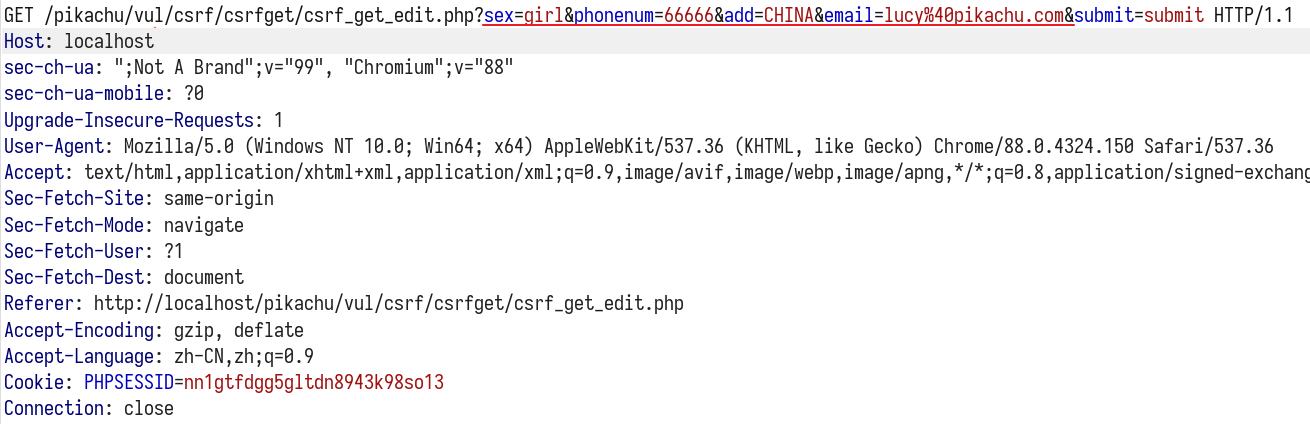 GET /pikachu/vul/csrf/csrfget/csrf_get_edit.php?sex=girl&phonenum=66666&add=CHINA&email=lucy%40pikachu.com&submit=submit HTTP/1.1
Host: localhost
sec-ch-ua: ";Not A Brand";v="99", "Chromium";v="88"
sec-ch-ua-mobile: ?0
Upgrade-Insecure-Requests: 1
User-Agent: Mozilla/5.0 (Windows NT 10.0; Win64; x64) AppleWebKit/537.36 (KHTML, like Gecko) Chrome/88.0.4324.150 Safari/537.36
Accept: text/html,application/xhtml+xml,application/xml;q=0.9,image/avif,image/webp,image/apng,*/*;q=0.8,application/signed-exchang
Sec-Fetch-Site: same-origin
Sec-Fetch-Mode: navigate
Sec-Fetch-User: ?1
Sec-Fetch-Dest: document
Referer: http://localhost/pikachu/vul/csrf/csrfget/csrf_get_edit.php
Accept-Encoding: gzip, deflate
Accept-Language: zh-CN,zh;q=0.9
Cookie: PHPSESSID=nn1gtfdgg5gltdn8943k98so13
Connection: close